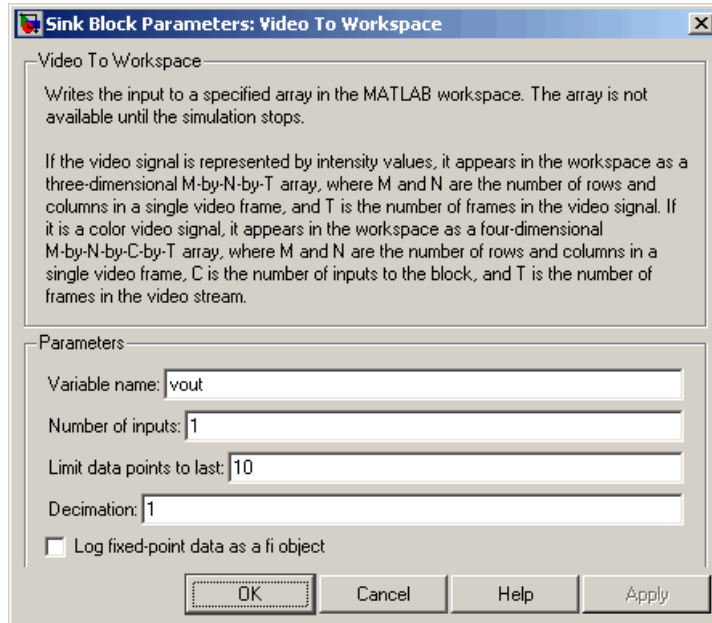 Sink Block Parameters: Video To Workspace
Video To Workspace
Writes the input to a specified array in the MATLAB workspace. The array is not
available until the simulation stops.
If the video signal is represented by intensity values, it appears in the workspace as a
three-dimensional M-by-N-by-T array, where M and N are the number of rows and
columns in a single video frame, and T is the number of frames in the video signal. If
it is a color video signal, it appears in the workspace as a four-dimensional
M-by-N-by-C-by-T array, where M and N are the number of rows and columns in a
single video frame, C is the number of inputs to the block, and T is the number of
frames in the video stream.
Parameters
Variable name: vout
Number of inputs: 1
Limit data points to last: 10
Decimation: 1
Log fixed-point data as a fi object
OK Cancel Help Apply